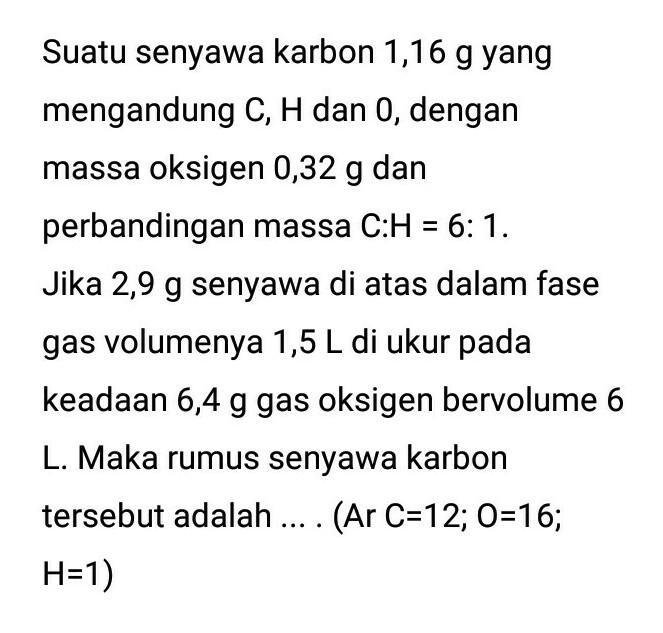 Suatu senyawa karbon 1,16 g yang
mengandung C, H dan 0, dengan
massa oksigen 0,32 g dan
perbandingan massa C:H = 6: 1.
Jika 2,9 g senyawa di atas dalam fase
gas volumenya 1,5 L di ukur pada
keadaan 6,4 g gas oksigen bervolume 6
L. Maka rumus senyawa karbon
tersebut adalah ... . (Ar C=12; O=16;
H=1)